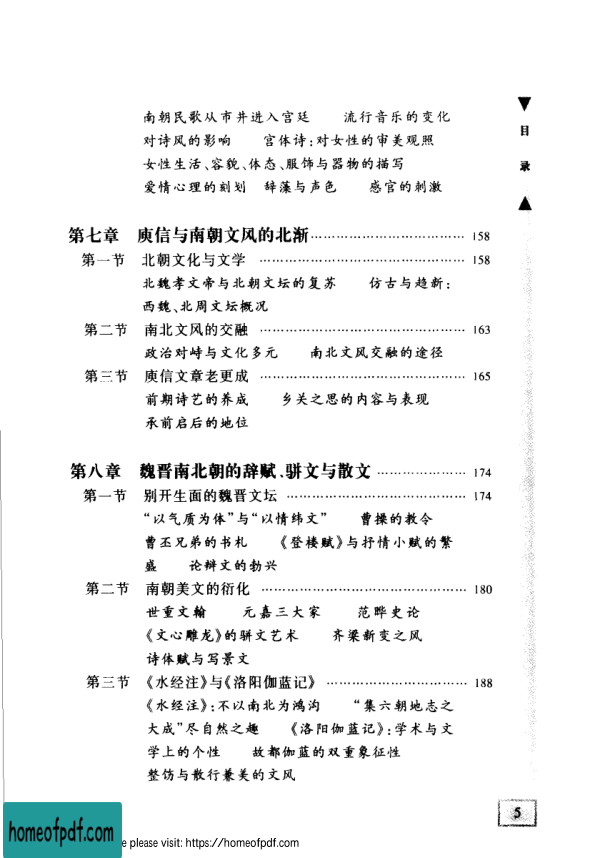 南朝民歌从市井进入宫廷　　流行音乐的变化
对诗风的影响　　宫体诗:对女性的审美观照
女性生活、容貌、体态、服饰与器物的描写
爱情心理的刻划　辞藻与声色　　感官的刺激
▼
目
录
▲
第七章　庾信与南朝文风的北渐………………………… 158
第一节　北朝文化与文学 ………………………………… 158
北魏孝文帝与北朝文坛的复苏　　仿古与趋新:
西魏、北周文坛概况
第二节　南北文风的交融 ………………………………… 163
政治对峙与文化多元　　南北文风交融的途径
第三节　庾信文章老更成 ………………………………… 165
前期诗艺的养成　　乡关之思的内容与表现
承前启后的地位
第八章　魏晋南北朝的辞赋、骈文与散文 ……………… 174
第一节　别开生面的魏晋文坛 …………………………… 174
“以气质为体”与“以情纬文”　　曹操的教令
曹丕兄弟的书札　　《登楼赋》与抒情小赋的繁
盛　　论辩文的勃兴
第二节　南朝美文的衍化 ………………………………… 180
世重文翰　　元嘉三大家　　范晔史论
《文心雕龙》的骈文艺术　　齐梁新变之风
诗体赋与写景文
第三节　《水经注》与《洛阳伽蓝记》 …………………… 188
《水经注》:不以南北为鸿沟　　“集六朝地志之
大成”尽自然之趣　　《洛阳伽蓝记》:学术与文
学上的个性　　故都伽蓝的双重象征性
整饬与散行兼美的文风
5
homeofpdf.com
e please visit: https://homeofpdf.com